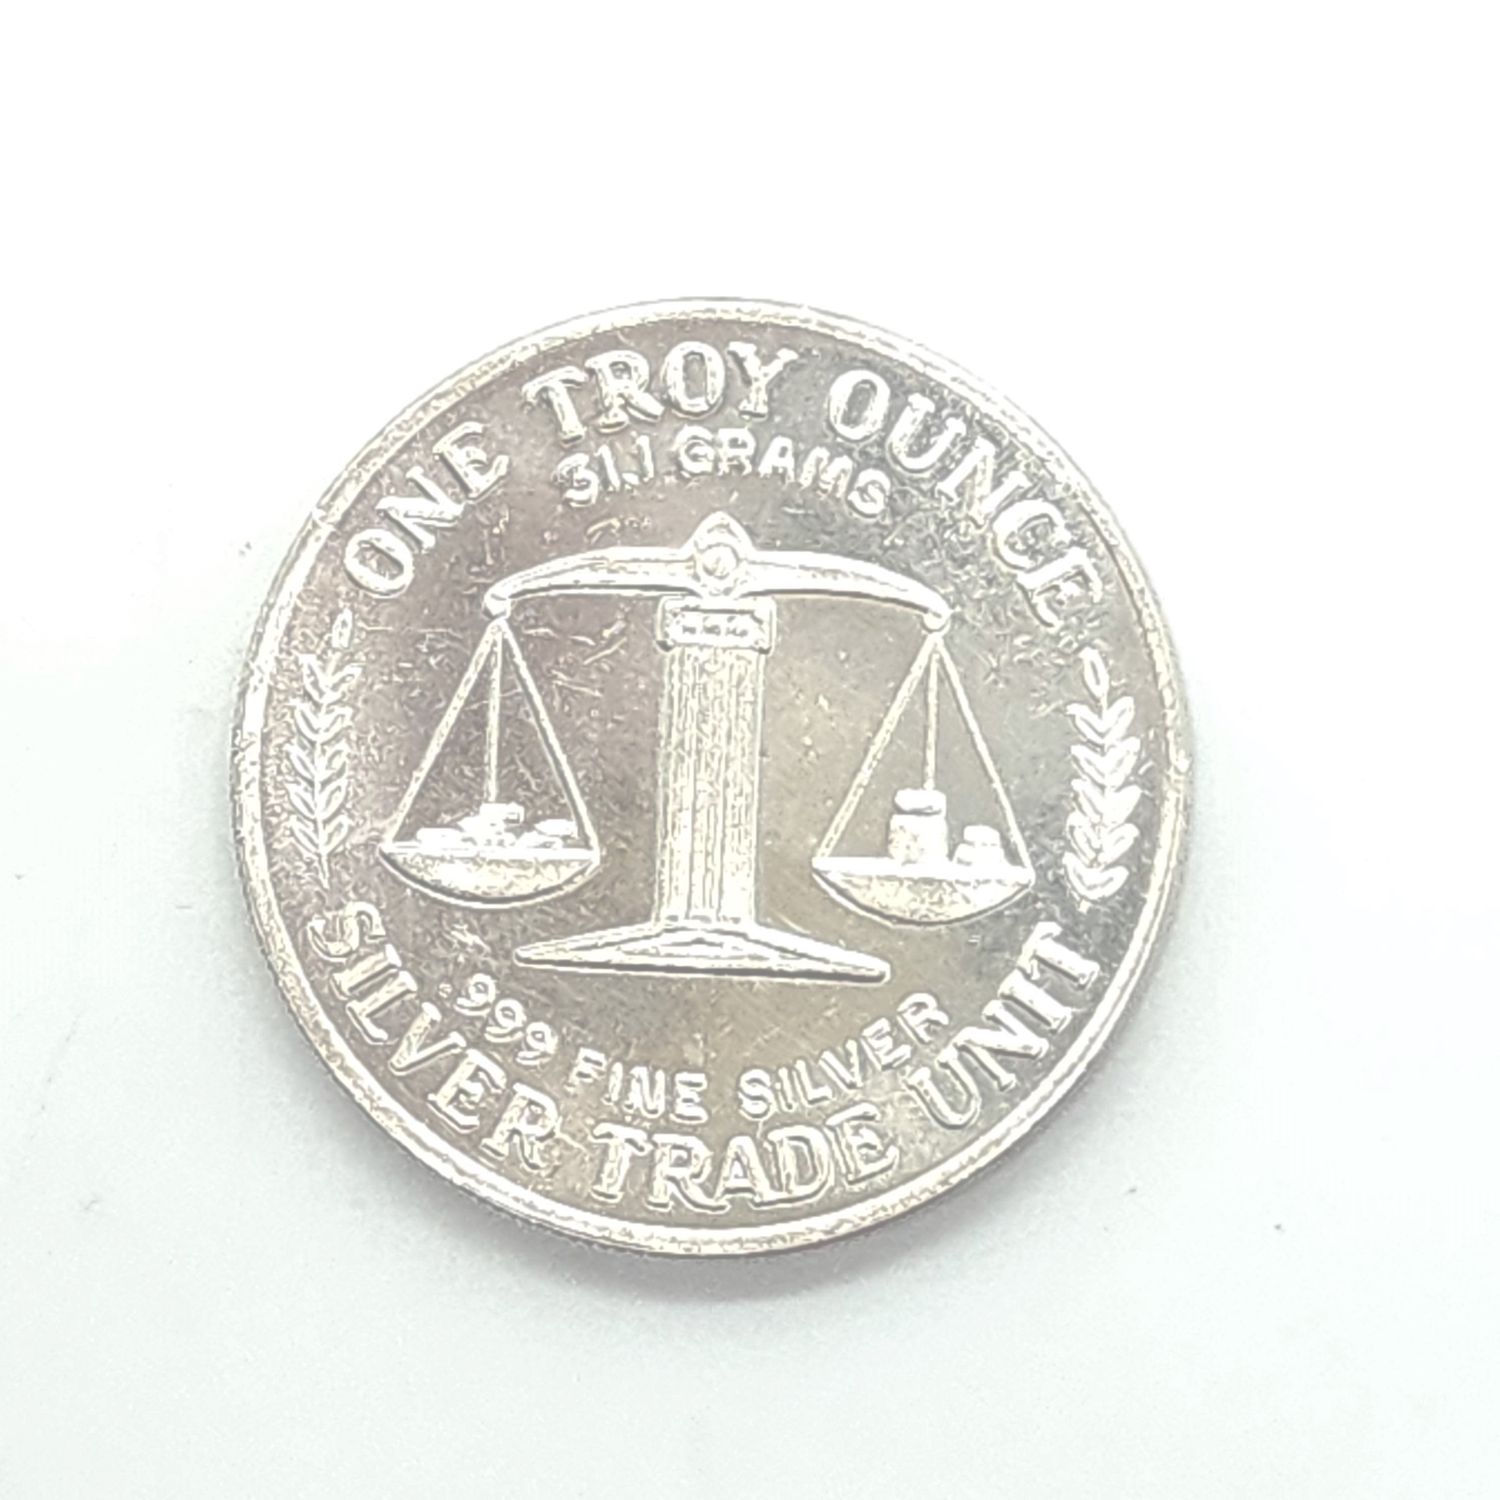 ONE TROY OUNCE
31.1 GRAMS
.999 FINE SILVER
SILVER TRADE UNIT